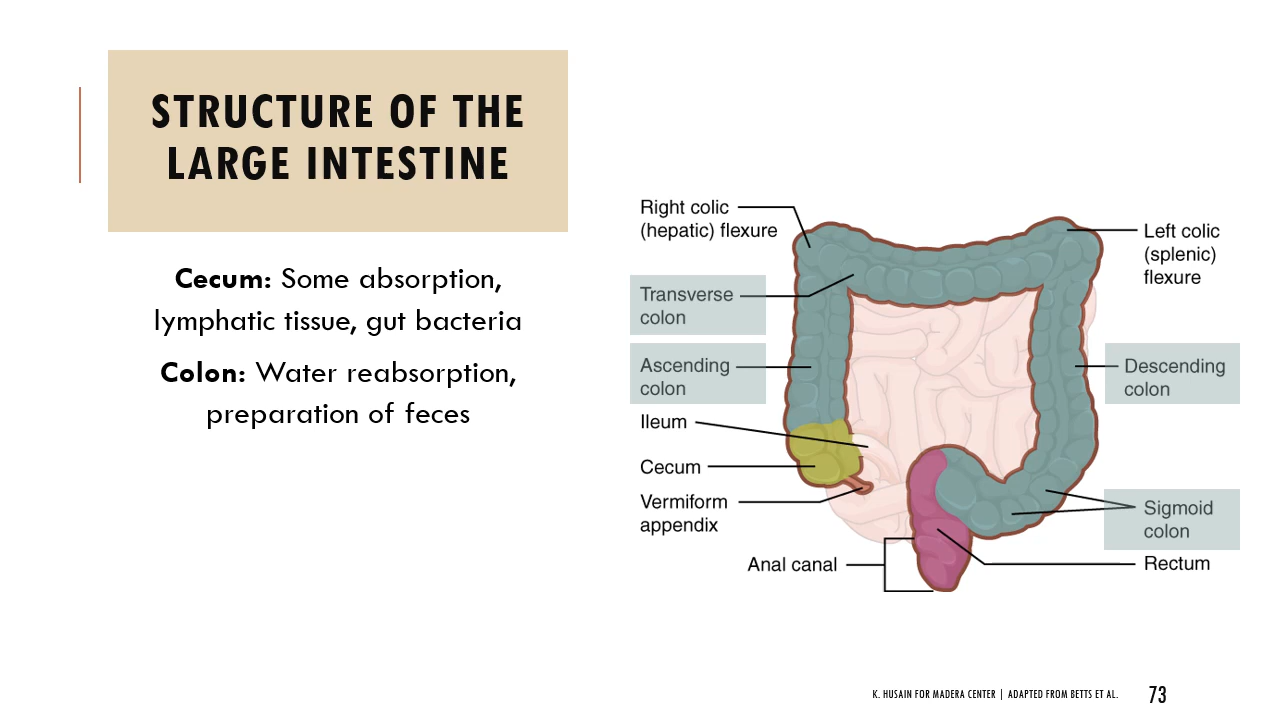 STRUCTURE OF THE
LARGE INTESTINE
Cecum: Some absorption,
lymphatic tissue, gut bacteria
Colon: Water reabsorption,
preparation of feces
Right colic
(hepatic) flexure
Transverse
colon
Ascending
colon
Ileum
Cecum
Vermiform
appendix
Anal canal
Left colic
(splenic)
flexure
Descending
colon
Sigmoid
colon
Rectum
K. HUSAIN FOR MADERA CENTER | ADAPTED FROM BETTS ET AL.
73